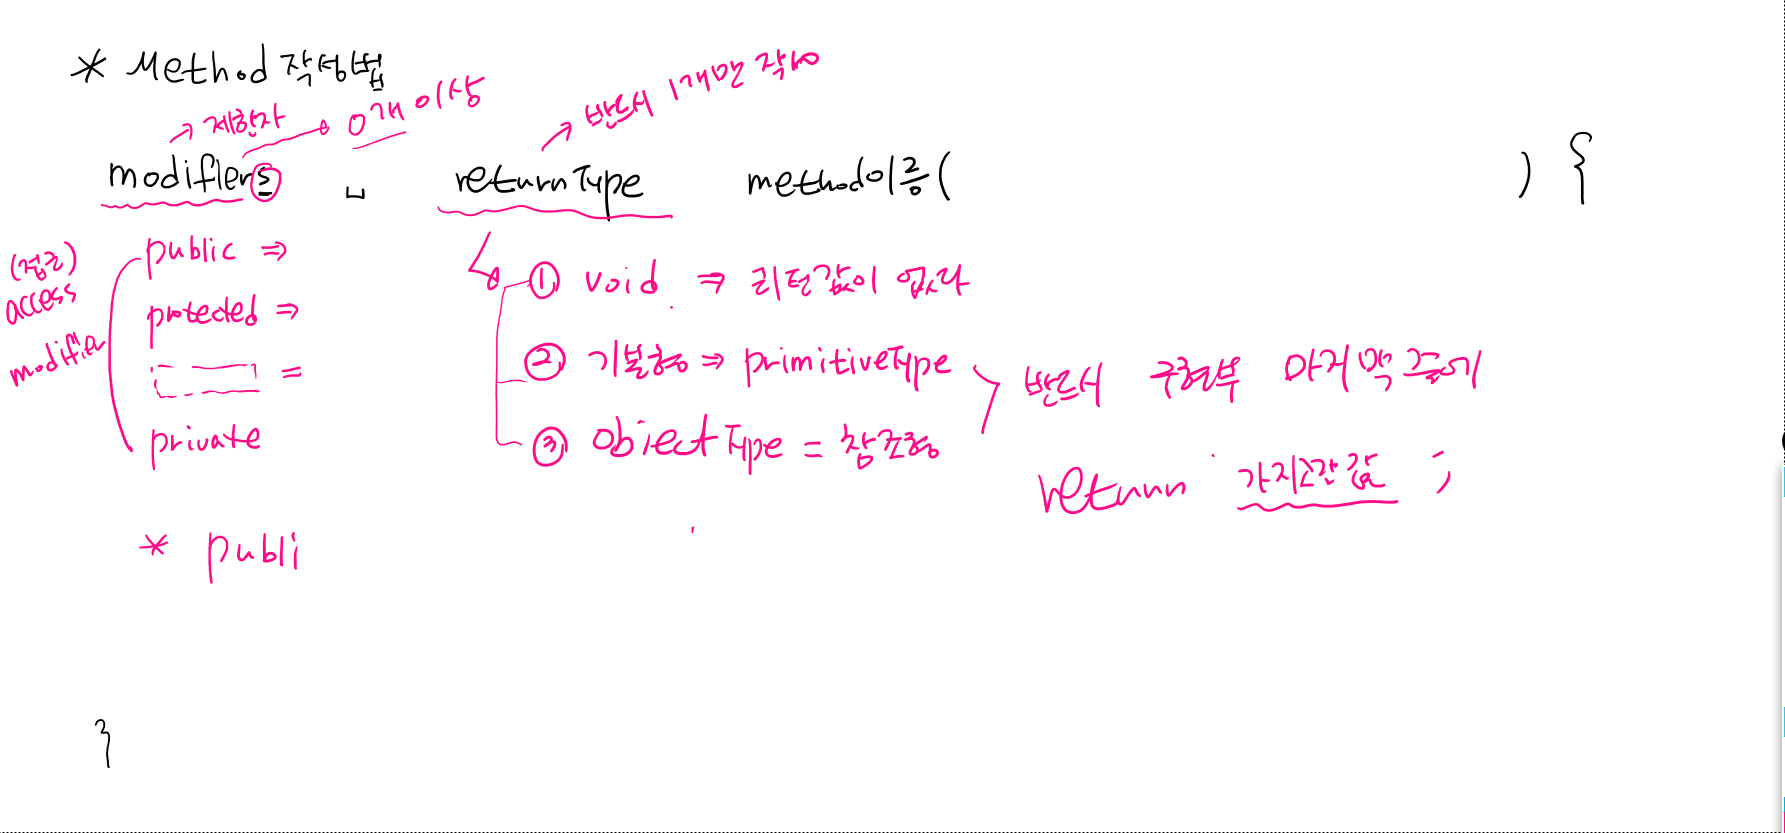 * Method 작성법
→ 제한자 → 0개 이상
→ 반드시 1개만 작성
modifiers ␣ returnType method이름( ) {
(접근) access modifier
public ⇒
protected ⇒
=
private
① void ⇒ 리턴값이 없다
② 기본형 ⇒ primitiveType
③ objectType = 참조형
반드시 구현부 마지막 줄에
return 가지고갈 값 ;
* publi
}